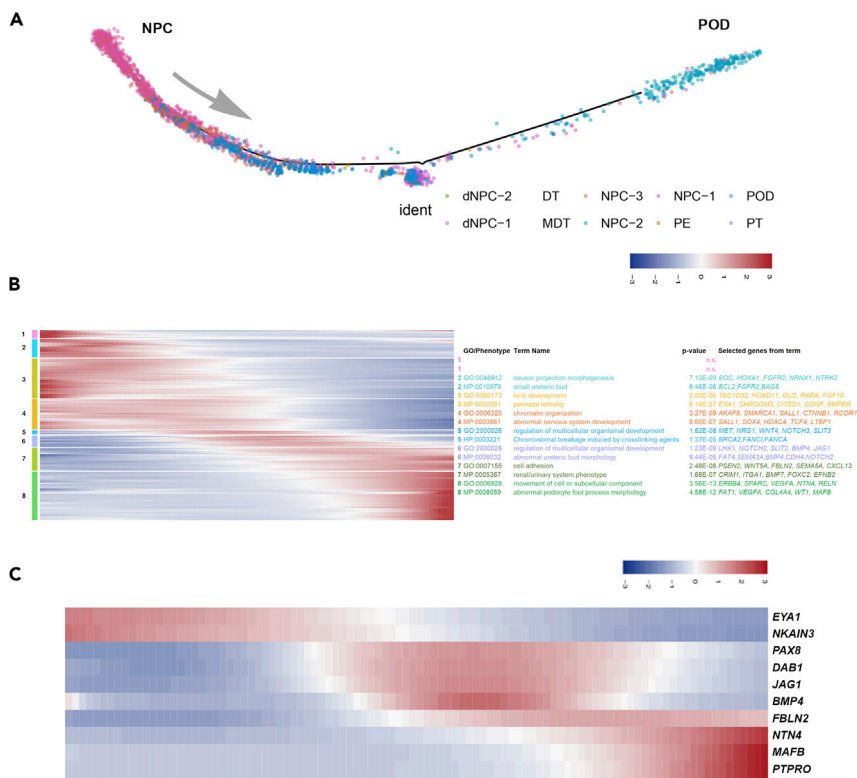 A
NPC
POD
ident
dNPC-2 DT NPC-3 NPC-1 POD
dNPC-1 MDT NPC-2 PE PT
-3 -2 -1 0 1 2 3
B
GO/Phenotype Term Name p-value Selected genes from term
1 n.s.
1 n.s.
2 GO:0048812 neuron projection morphogenesis 7.13E-09 BOC, HOXA1, FGFR2, NRNX1, NTRK2
2 MP:0010979 small ureteric bud 8.46E-06 BCL2,FGFR2,BAG6
3 GO:0060173 limb development 2.03E-06 TBC1D32, HOXD11, GLI2, RARA, FGF10
3 MP:0002081 perinatal lethality 6.14E-07 EYA1, SHROOM3, CITED1, GDNF, BMPER
4 GO:0006325 chromatin organization 3.27E-09 AKAP8, SMARCA1, SALL1, CTNNB1, RCOR1
4 MP:0003861 abnormal nervous system development 8.60E-07 SALL1, SOX4, HDAC4, TCF4, LTBP1
5 GO:2000026 regulation of multicellular organismal development 1.62E-08 MET, NRG1, WNT4, NOTCH3, SLIT3
5 HP:0003221 Chromosomal breakage induced by crosslinking agents 1.37E-05 BRCA2,FANCI,FANCA
6 GO:2000026 regulation of multicellular organismal development 1.23E-09 LHX1, NOTCH2, SLIT2, BMP4, JAG1
6 MP:0006032 abnormal ureteric bud morphology 9.44E-06 FAT4,SEMA3A,BMP4,CDH4,NOTCH2
7 GO:0007155 cell adhesion 2.48E-08 PSEN2, WNT5A, FBLN2, SEMA5A, CXCL13
7 MP:0005367 renal/urinary system phenotype 1.68E-07 CRIM1, ITGA1, BMP7, FOXC2, EFNB2
8 GO:0006928 movement of cell or subcellular component 3.56E-13 ERBB4, SPARC, VEGFA, NTN4, RELN
8 MP:0008059 abnormal podocyte foot process morphology 4.58E-12 FAT1, VEGFA, COL4A4, WT1, MAFB
1
2
3
4
5
6
7
8
C
-3 -2 -1 0 1 2 3
EYA1
NKAIN3
PAX8
DAB1
JAG1
BMP4
FBLN2
NTN4
MAFB
PTPRO